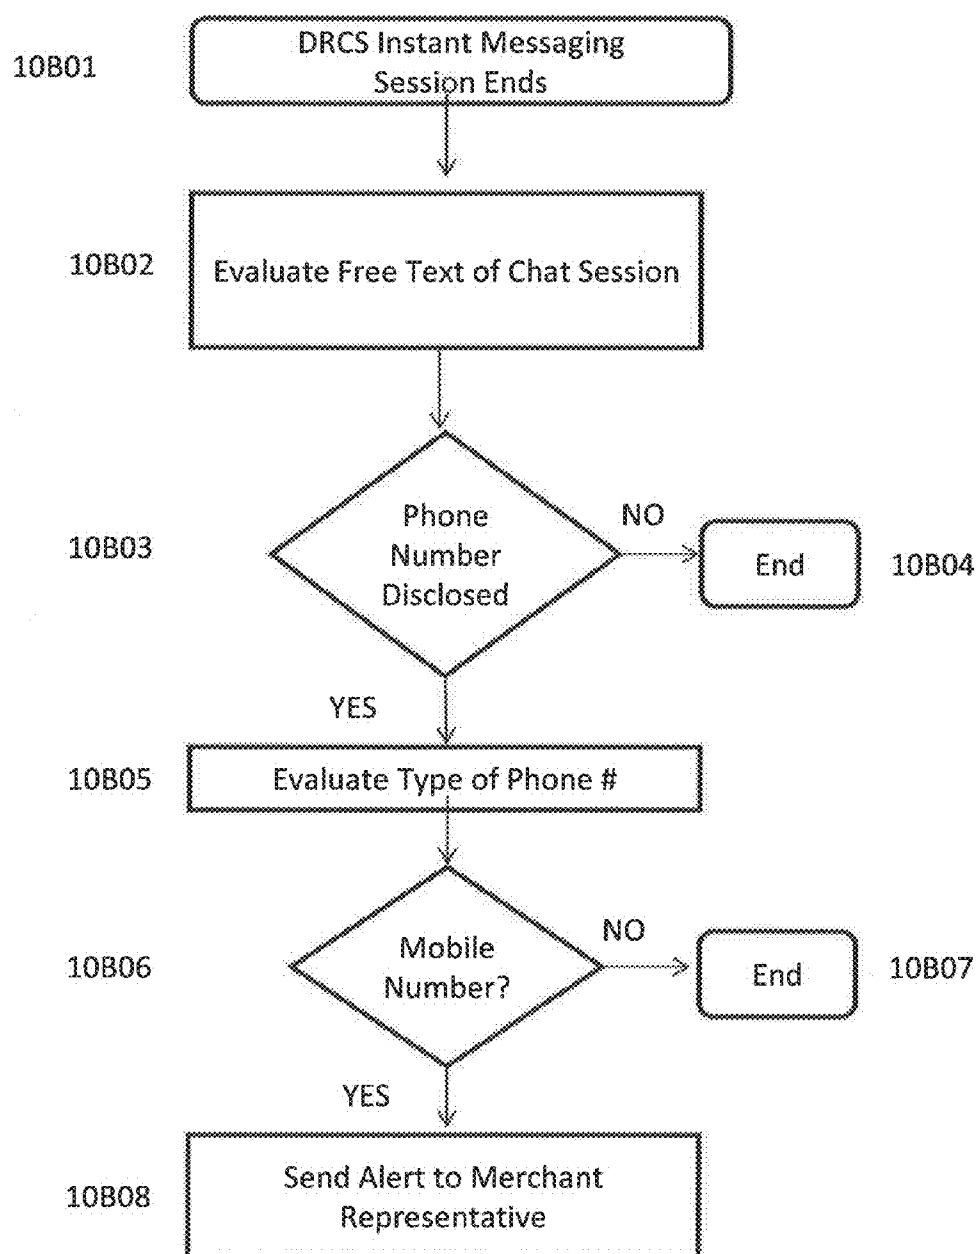 10B01
DRCS Instant Messaging
Session Ends
10B02
Evaluate Free Text of Chat Session
10B03
Phone
Number
Disclosed
NO
End
10B04
YES
10B05
Evaluate Type of Phone #
10B06
Mobile
Number?
NO
End
10B07
YES
10B08
Send Alert to Merchant
Representative